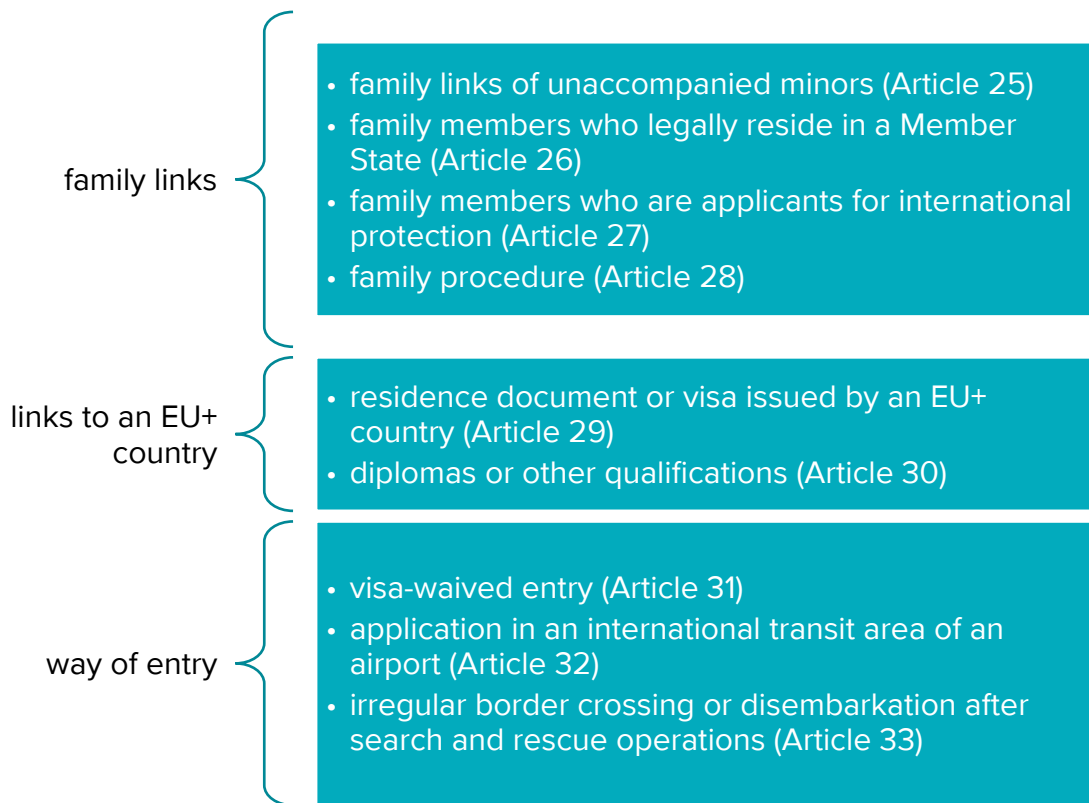 family links
• family links of unaccompanied minors (Article 25)
• family members who legally reside in a Member
State (Article 26)
• family members who are applicants for international
protection (Article 27)
• family procedure (Article 28)
links to an EU+
country
• residence document or visa issued by an EU+
country (Article 29)
• diplomas or other qualifications (Article 30)
way of entry
• visa-waived entry (Article 31)
• application in an international transit area of an
airport (Article 32)
• irregular border crossing or disembarkation after
search and rescue operations (Article 33)